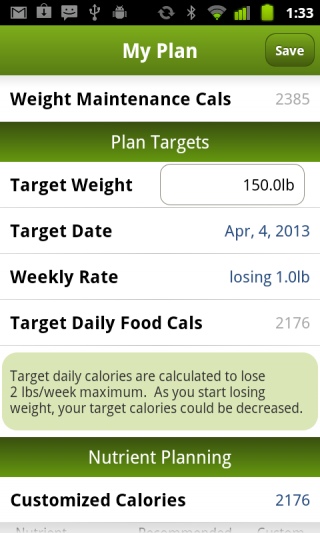 1:33
My Plan
Save
Weight Maintenance Cals 2385
Plan Targets
Target Weight 150.0lb
Target Date Apr, 4, 2013
Weekly Rate losing 1.0lb
Target Daily Food Cals 2176
Target daily calories are calculated to lose
2 lbs/week maximum.  As you start losing
weight, your target calories could be decreased.
Nutrient Planning
Customized Calories 2176
Nutrient Recommended Custom